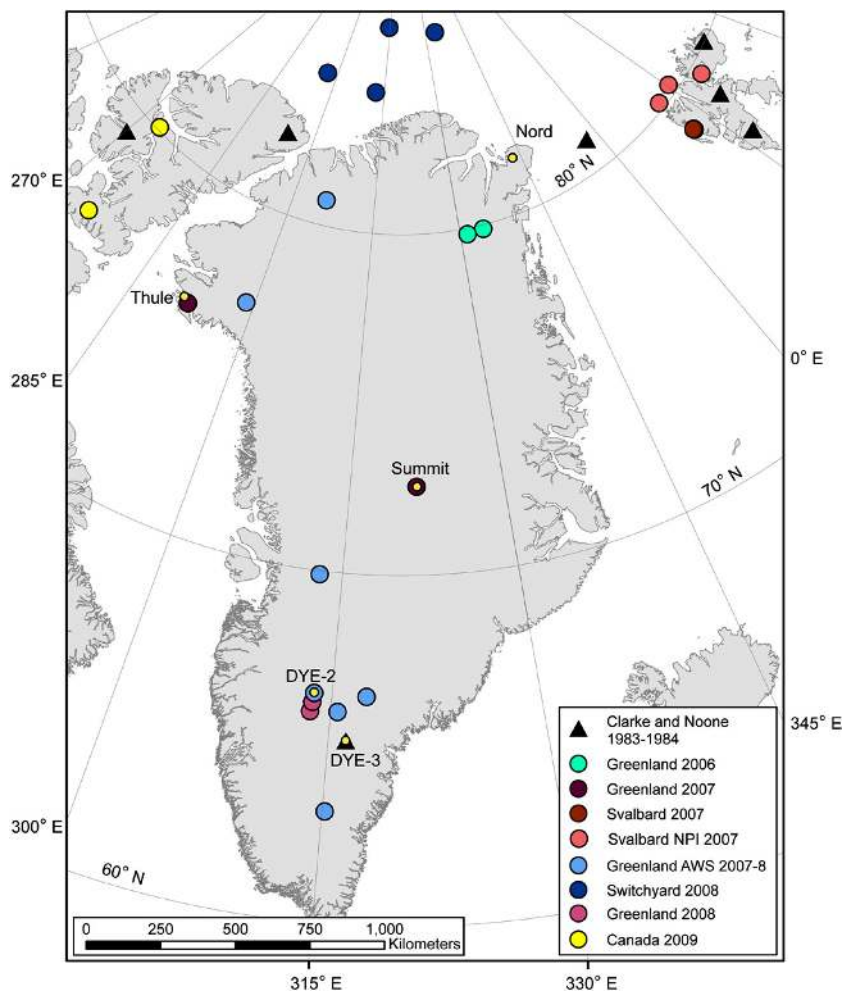 Nord
80° N
270° E
Thule
285° E
0° E
Summit
70° N
DYE-2
DYE-3
345° E
Clarke and Noone
1983-1984
Greenland 2006
Greenland 2007
Svalbard 2007
Svalbard NPI 2007
Greenland AWS 2007-8
Switchyard 2008
Greenland 2008
Canada 2009
300° E
60° N
0 250 500 750 1,000
Kilometers
315° E
330° E